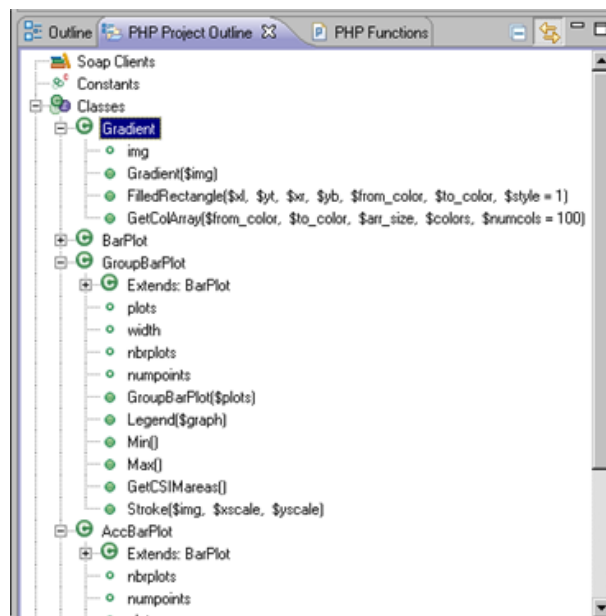 Outline PHP Project Outline PHP Functions
Soap Clients
Constants
Classes
Gradient
img
Gradient($img)
FilledRectangle($xl, $yt, $xr, $yb, $from_color, $to_color, $style = 1)
GetColArray($from_color, $to_color, $arr_size, $colors, $numcols = 100)
BarPlot
GroupBarPlot
Extends: BarPlot
plots
width
nbrplots
numpoints
GroupBarPlot($plots)
Legend($graph)
Min()
Max()
GetCSIMareas()
Stroke($img, $xscale, $yscale)
AccBarPlot
Extends: BarPlot
nbrplots
numpoints